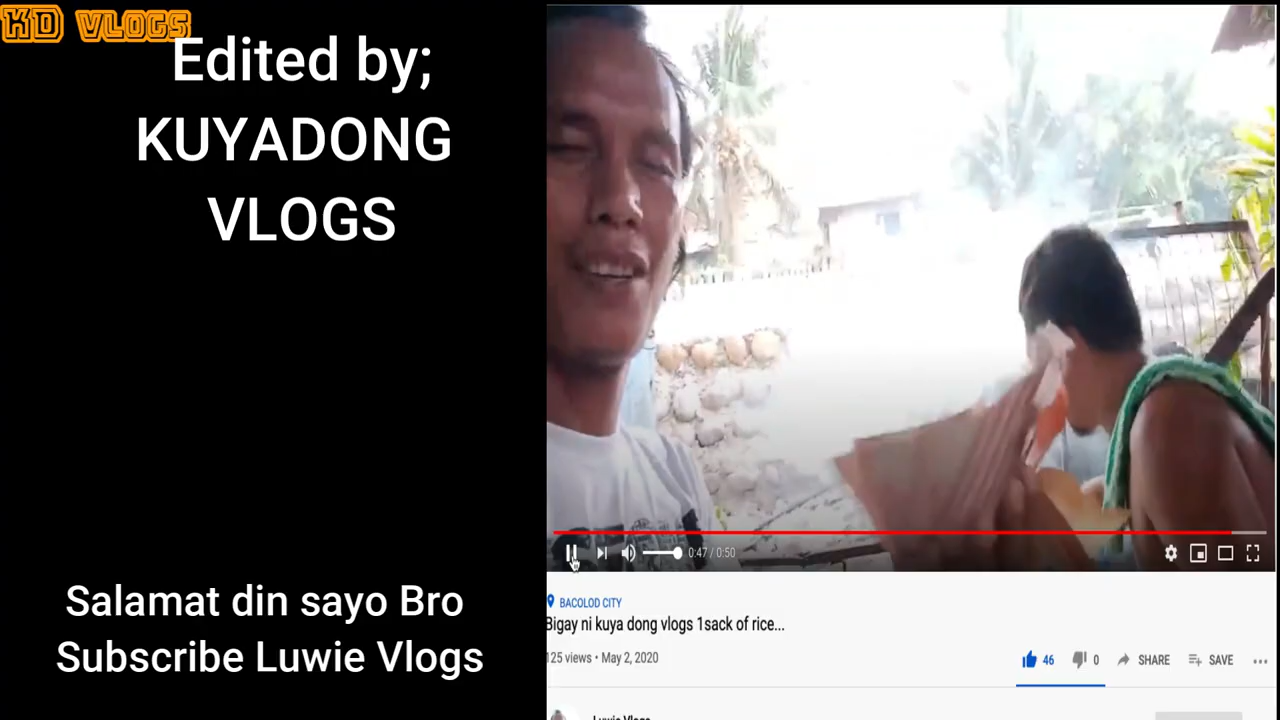 KD VLOGS
Edited by;
KUYADONG
VLOGS
Salamat din sayo Bro
Subscribe Luwie Vlogs
0:47 / 0:50
BACOLOD CITY
Bigay ni kuya dong vlogs 1sack of rice...
125 views • May 2, 2020
46
0
SHARE
SAVE
Luwie Vlogs